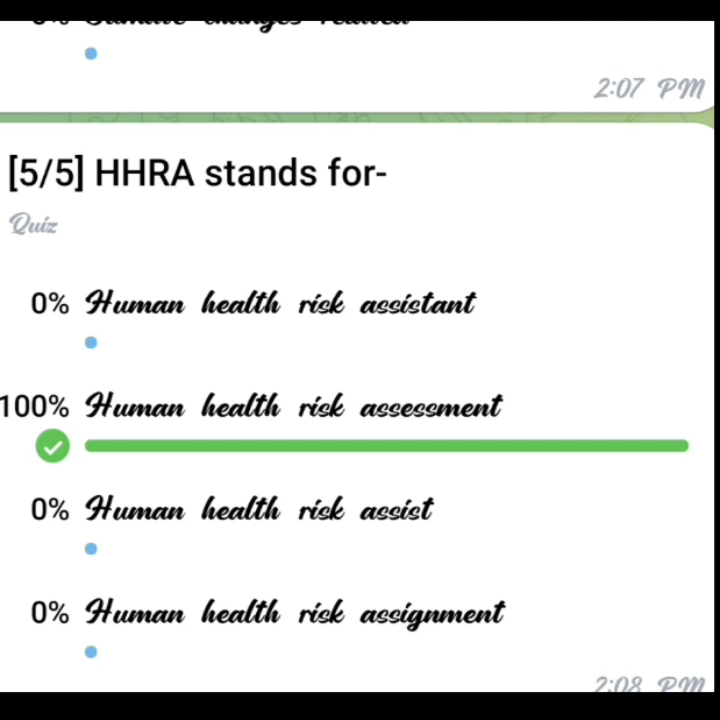 2:07 PM
[5/5] HHRA stands for-
Quiz
0% Human health risk assistant
100% Human health risk assessment
0% Human health risk assist
0% Human health risk assignment
2:08 PM